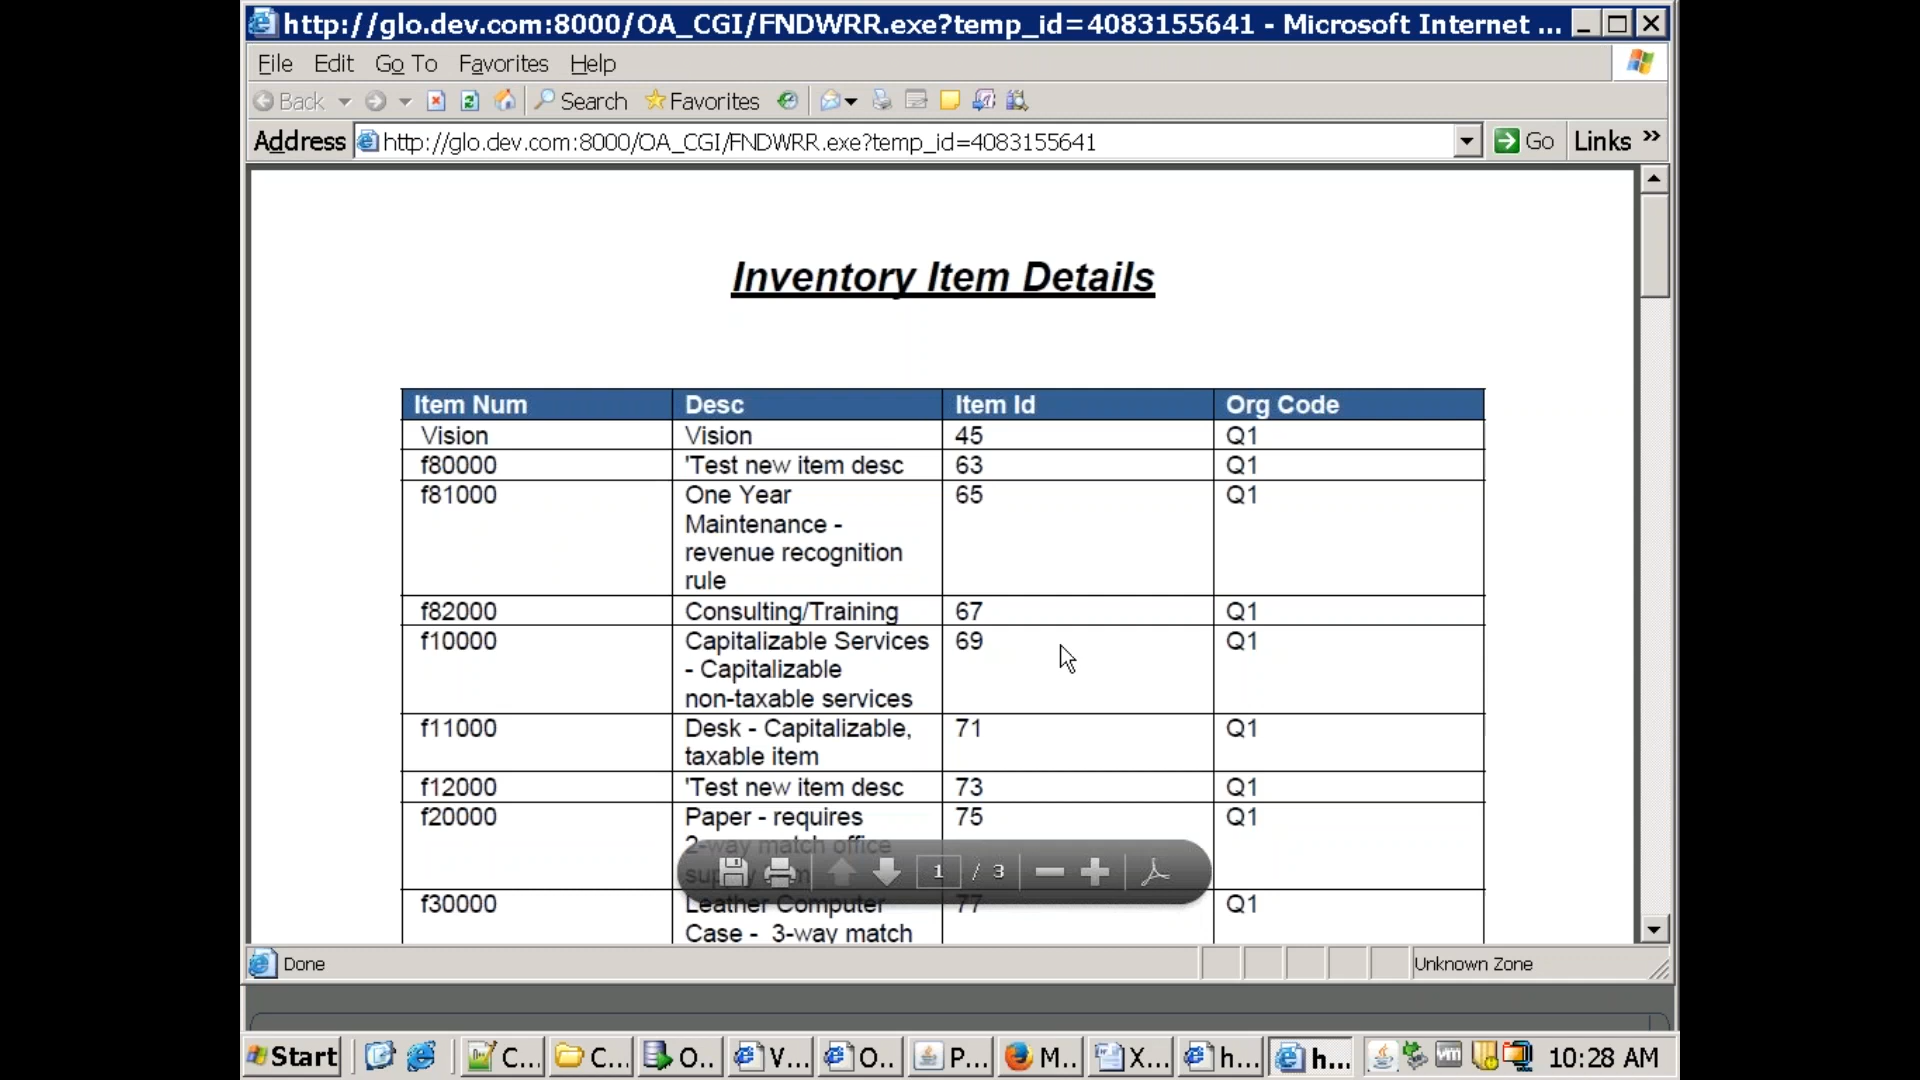 http://glo.dev.com:8000/OA_CGI/FNDWRR.exe?temp_id=4083155641 - Microsoft Internet ...
File Edit Go To Favorites Help
Back Search Favorites
Address http://glo.dev.com:8000/OA_CGI/FNDWRR.exe?temp_id=4083155641 Go Links »
Inventory Item Details
Item Num Desc Item Id Org Code
Vision Vision 45 Q1
f80000 'Test new item desc 63 Q1
f81000 One Year 65 Q1
Maintenance -
revenue recognition
rule
f82000 Consulting/Training 67 Q1
f10000 Capitalizable Services 69 Q1
- Capitalizable
non-taxable services
f11000 Desk - Capitalizable, 71 Q1
taxable item
f12000 'Test new item desc 73 Q1
f20000 Paper - requires 75 Q1
2-way match office
1 / 3
f30000 Leather Computer 77 Q1
Case - 3-way match
Done Unknown Zone
Start C... C... O... V... O... P... M... X... h... h... 10:28 AM